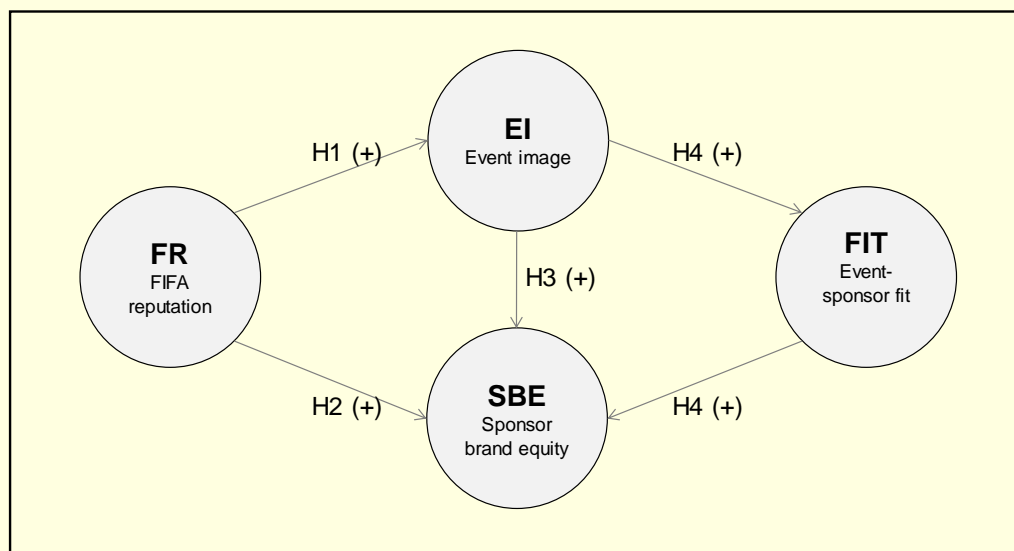 EI
Event image
H1 (+)
H4 (+)
FR
FIFA
reputation
FIT
Event-
sponsor fit
H3 (+)
H2 (+)
SBE
Sponsor
brand equity
H4 (+)